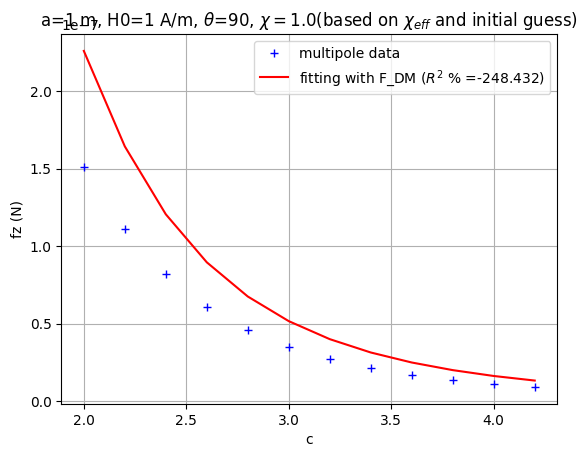 a=1 m, H0=1 A/m, θ=90, χ = 1.0(based on χeff and initial guess)
1e−7
multipole data
fitting with F_DM (R² % =-248.432)
2.0
1.5
1.0
0.5
0.0
fz (N)
2.0 2.5 3.0 3.5 4.0
c